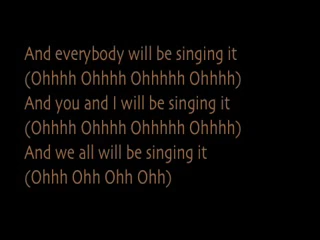 And everybody will be singing it
(Ohhhh Ohhhh Ohhhhh Ohhhh)
And you and I will be singing it
(Ohhhh Ohhhh Ohhhhh Ohhhh)
And we all will be singing it
(Ohhh Ohh Ohh Ohh)